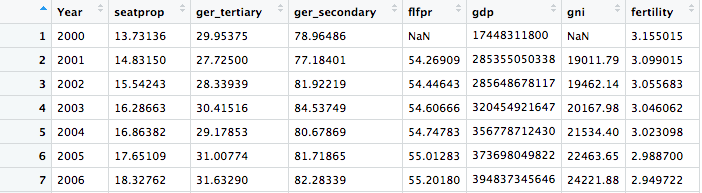 Year seatprop ger_tertiary ger_secondary flfpr gdp gni fertility
1 2000 13.73136 29.95375 78.96486 NaN 17448311800 NaN 3.155015
2 2001 14.83150 27.72500 77.18401 54.26909 285355050338 19011.79 3.099015
3 2002 15.54243 28.33939 81.92219 54.44643 285648678117 19462.14 3.055683
4 2003 16.28663 30.41516 84.53749 54.60666 320454921647 20167.98 3.046062
5 2004 16.86382 29.17853 80.67869 54.74783 356778712430 21534.40 3.023098
6 2005 17.65109 31.00774 81.71865 55.01283 373698049822 22463.65 2.988700
7 2006 18.32762 31.63290 82.28339 55.20180 394837345646 24221.88 2.949722